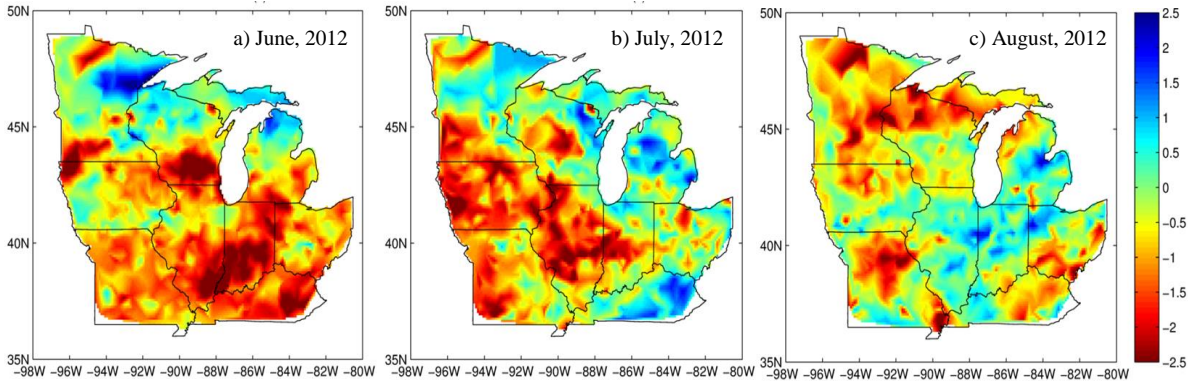 a) June, 2012
b) July, 2012
c) August, 2012
50N
45N
40N
35N
−98W −96W −94W −92W −90W −88W −86W −84W −82W −80W
50N
45N
40N
35N
−98W −96W −94W −92W −90W −88W −86W −84W −82W −80W
50N
45N
40N
35N
−98W −96W −94W −92W −90W −88W −86W −84W −82W −80W
2.5
2
1.5
1
0.5
0
−0.5
−1
−1.5
−2
−2.5